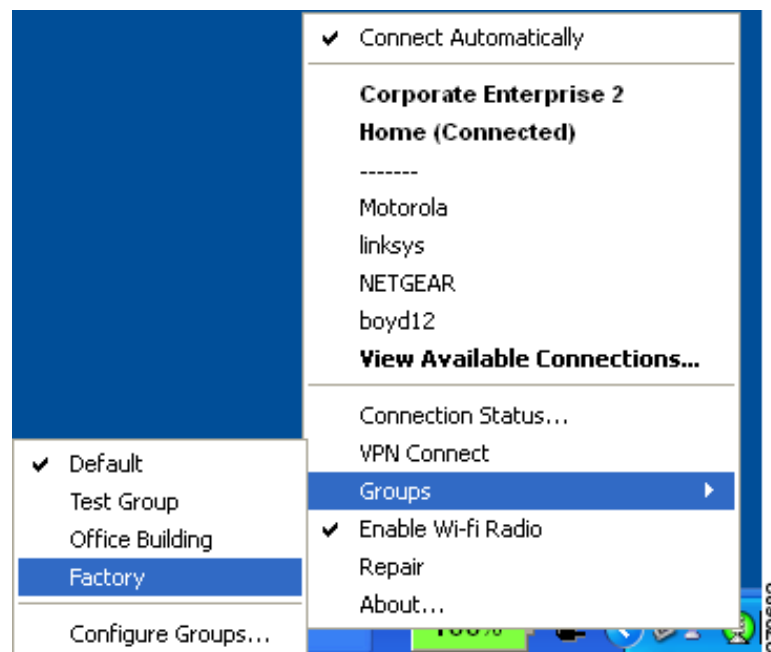 Connect Automatically
Corporate Enterprise 2
Home (Connected)
-------
Motorola
linksys
NETGEAR
boyd12
View Available Connections...
Connection Status...
VPN Connect
Groups
Enable Wi-fi Radio
Repair
About...
Default
Test Group
Office Building
Factory
Configure Groups...